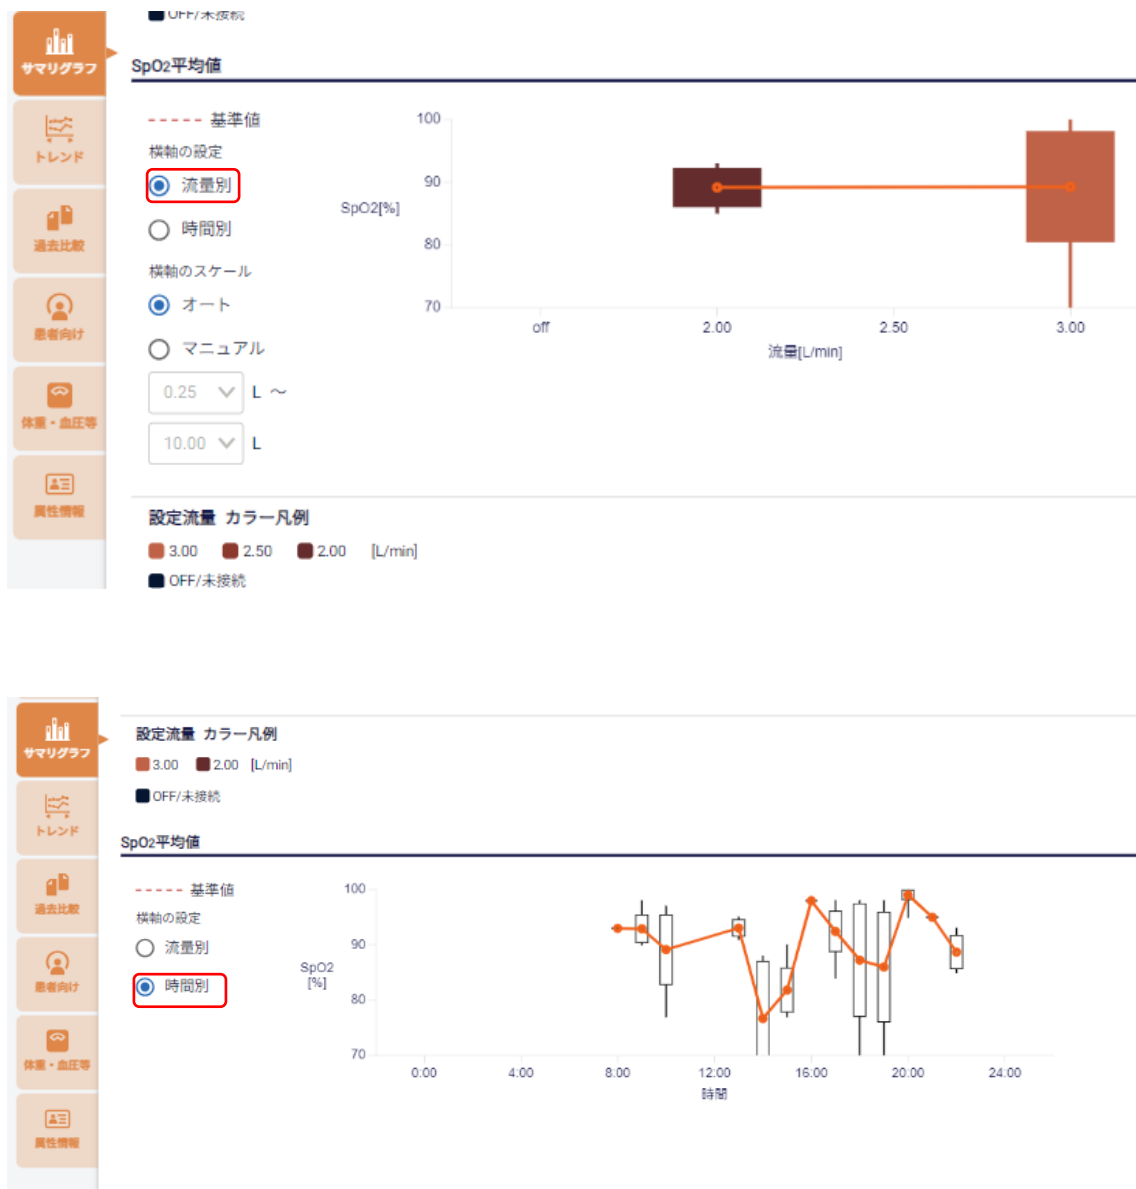 OFF/未接続
サマリグラフ
SpO2平均値
----- 基準値
横軸の設定
流量別
時間別
横軸のスケール
オート
マニュアル
0.25 L ～
10.00 L
トレンド
過去比較
患者向け
体重・血圧等
属性情報
100
90
SpO2[%]
80
70
off 2.00 2.50 3.00
流量[L/min]
設定流量 カラー凡例
3.00 2.50 2.00 [L/min]
OFF/未接続
サマリグラフ
トレンド
過去比較
患者向け
体重・血圧等
属性情報
設定流量 カラー凡例
3.00 2.00 [L/min]
OFF/未接続
SpO2平均値
----- 基準値
横軸の設定
流量別
時間別
100
90
SpO2
[%]
80
70
0:00 4:00 8:00 12:00 16:00 20:00 24:00
時間